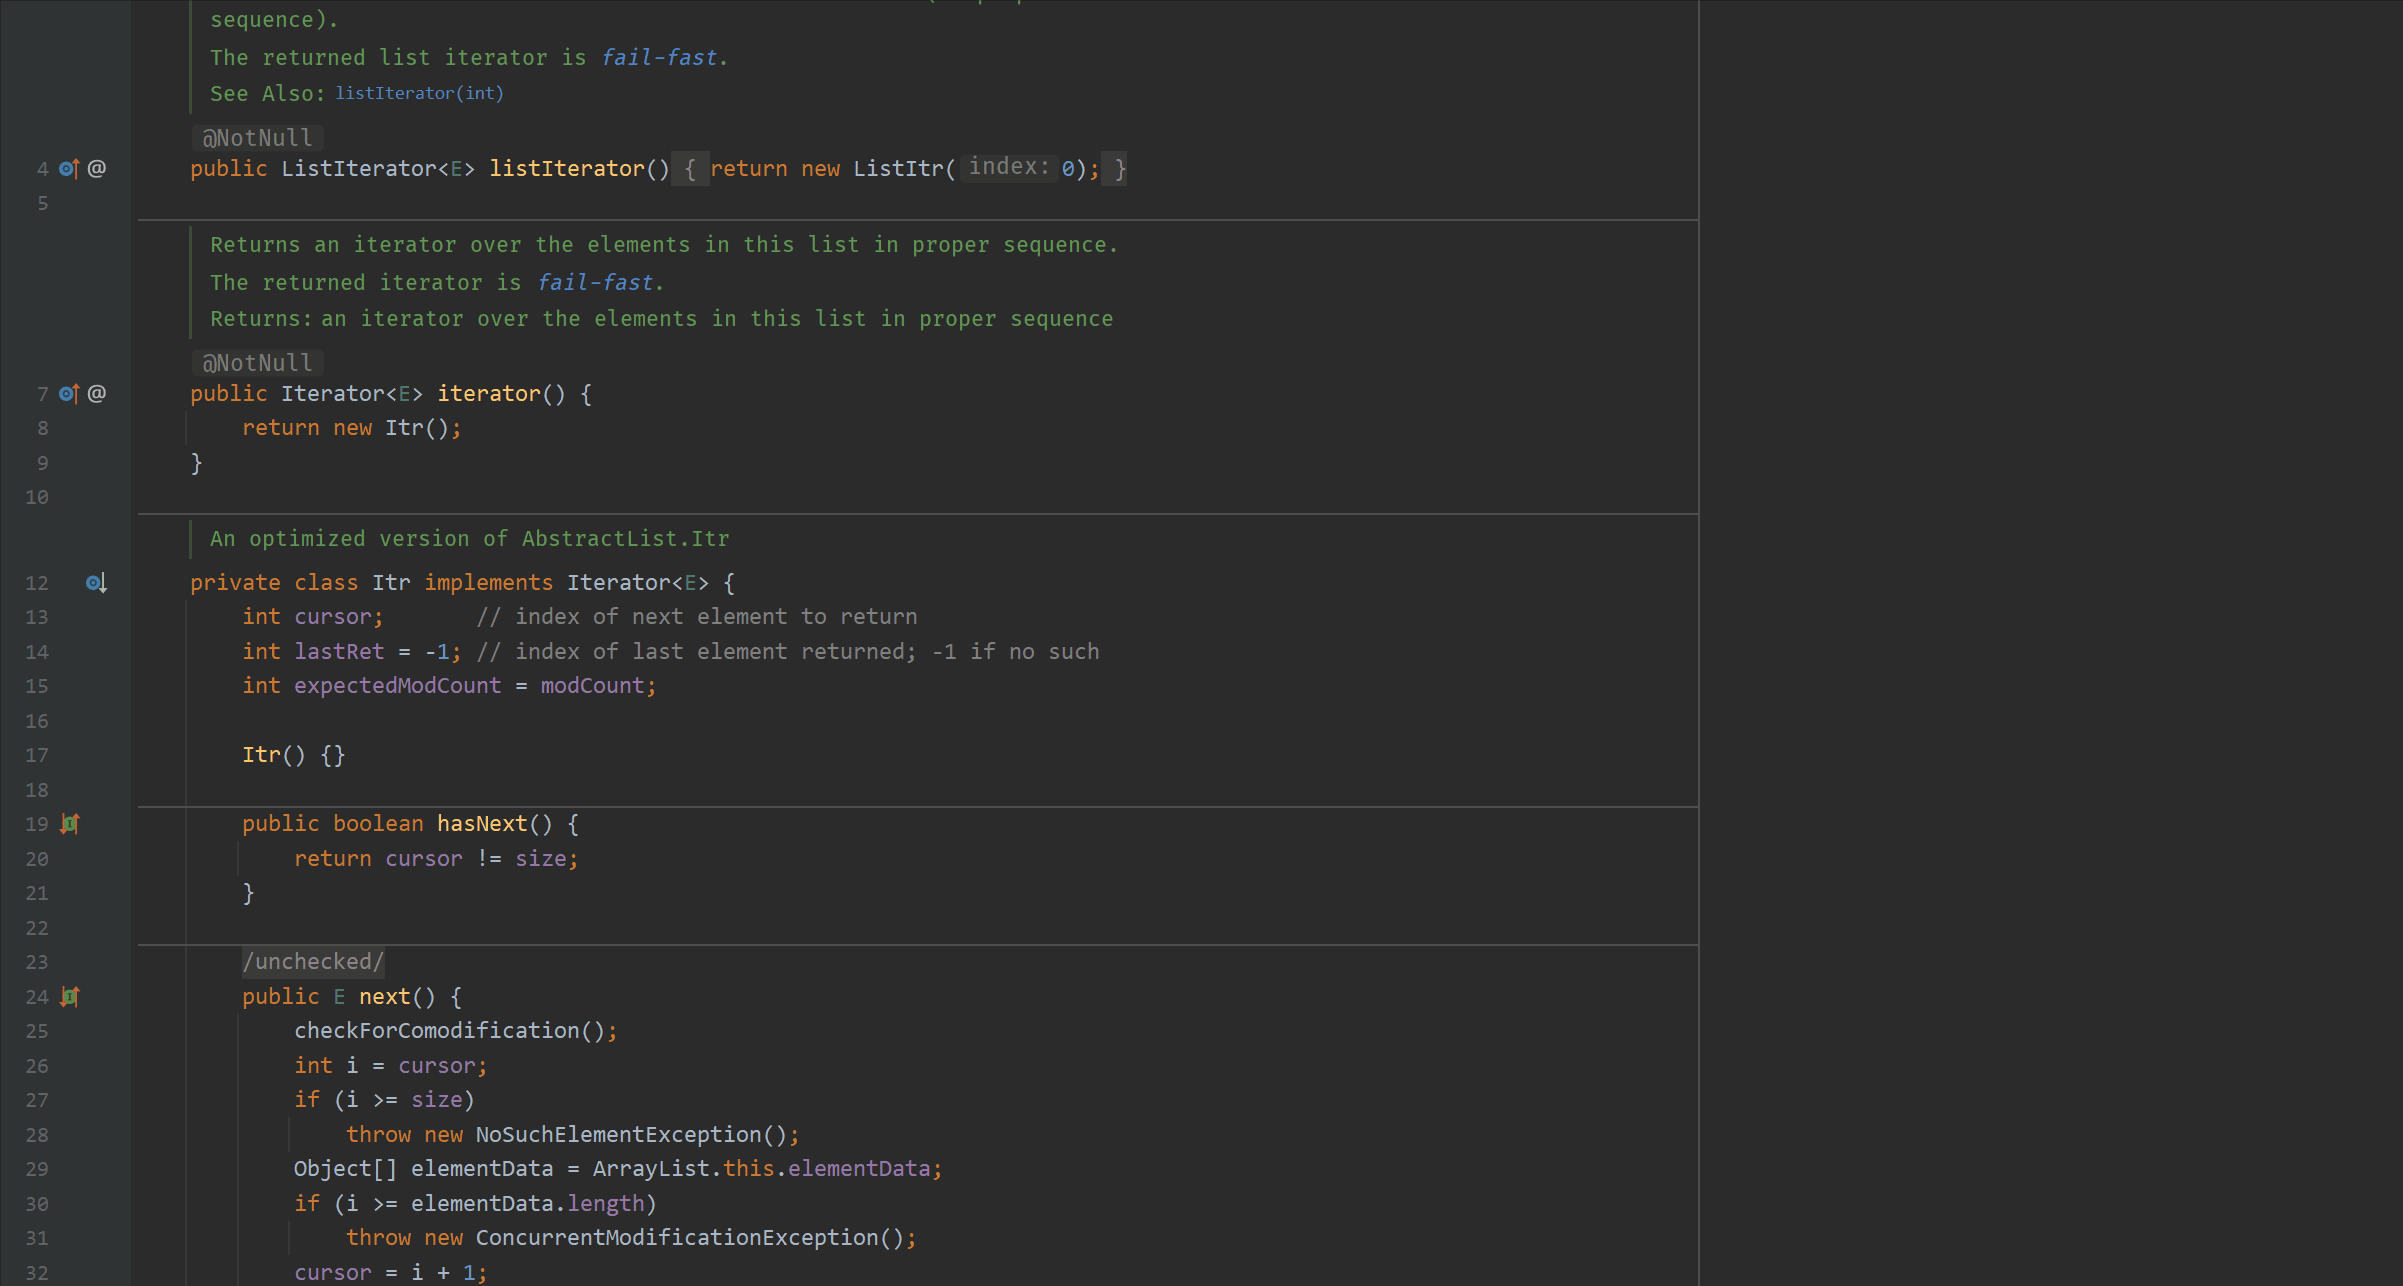 sequence).
The returned list iterator is fail-fast.
See Also: listIterator(int)
@NotNull
4 @ public ListIterator<E> listIterator() { return new ListItr( index: 0); }
5
Returns an iterator over the elements in this list in proper sequence.
The returned iterator is fail-fast.
Returns: an iterator over the elements in this list in proper sequence
@NotNull
7 @ public Iterator<E> iterator() {
8 return new Itr();
9 }
10
An optimized version of AbstractList.Itr
12 private class Itr implements Iterator<E> {
13 int cursor; // index of next element to return
14 int lastRet = -1; // index of last element returned; -1 if no such
15 int expectedModCount = modCount;
16
17 Itr() {}
18
19 public boolean hasNext() {
20 return cursor != size;
21 }
22
23 /unchecked/
24 public E next() {
25 checkForComodification();
26 int i = cursor;
27 if (i >= size)
28 throw new NoSuchElementException();
29 Object[] elementData = ArrayList.this.elementData;
30 if (i >= elementData.length)
31 throw new ConcurrentModificationException();
32 cursor = i + 1;